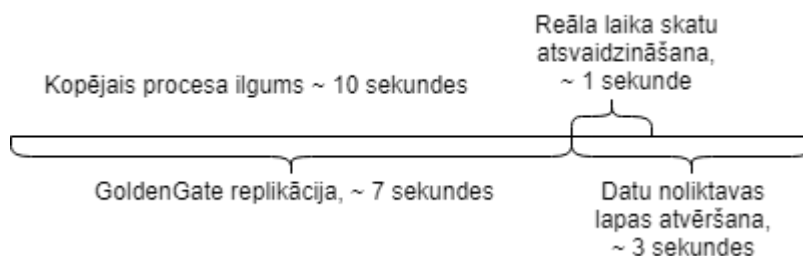 Reāla laika skatu
atsvaidzināšana,
~ 1 sekunde
Kopējais procesa ilgums ~ 10 sekundes
GoldenGate replikācija, ~ 7 sekundes
Datu noliktavas
lapas atvēršana,
~ 3 sekundes